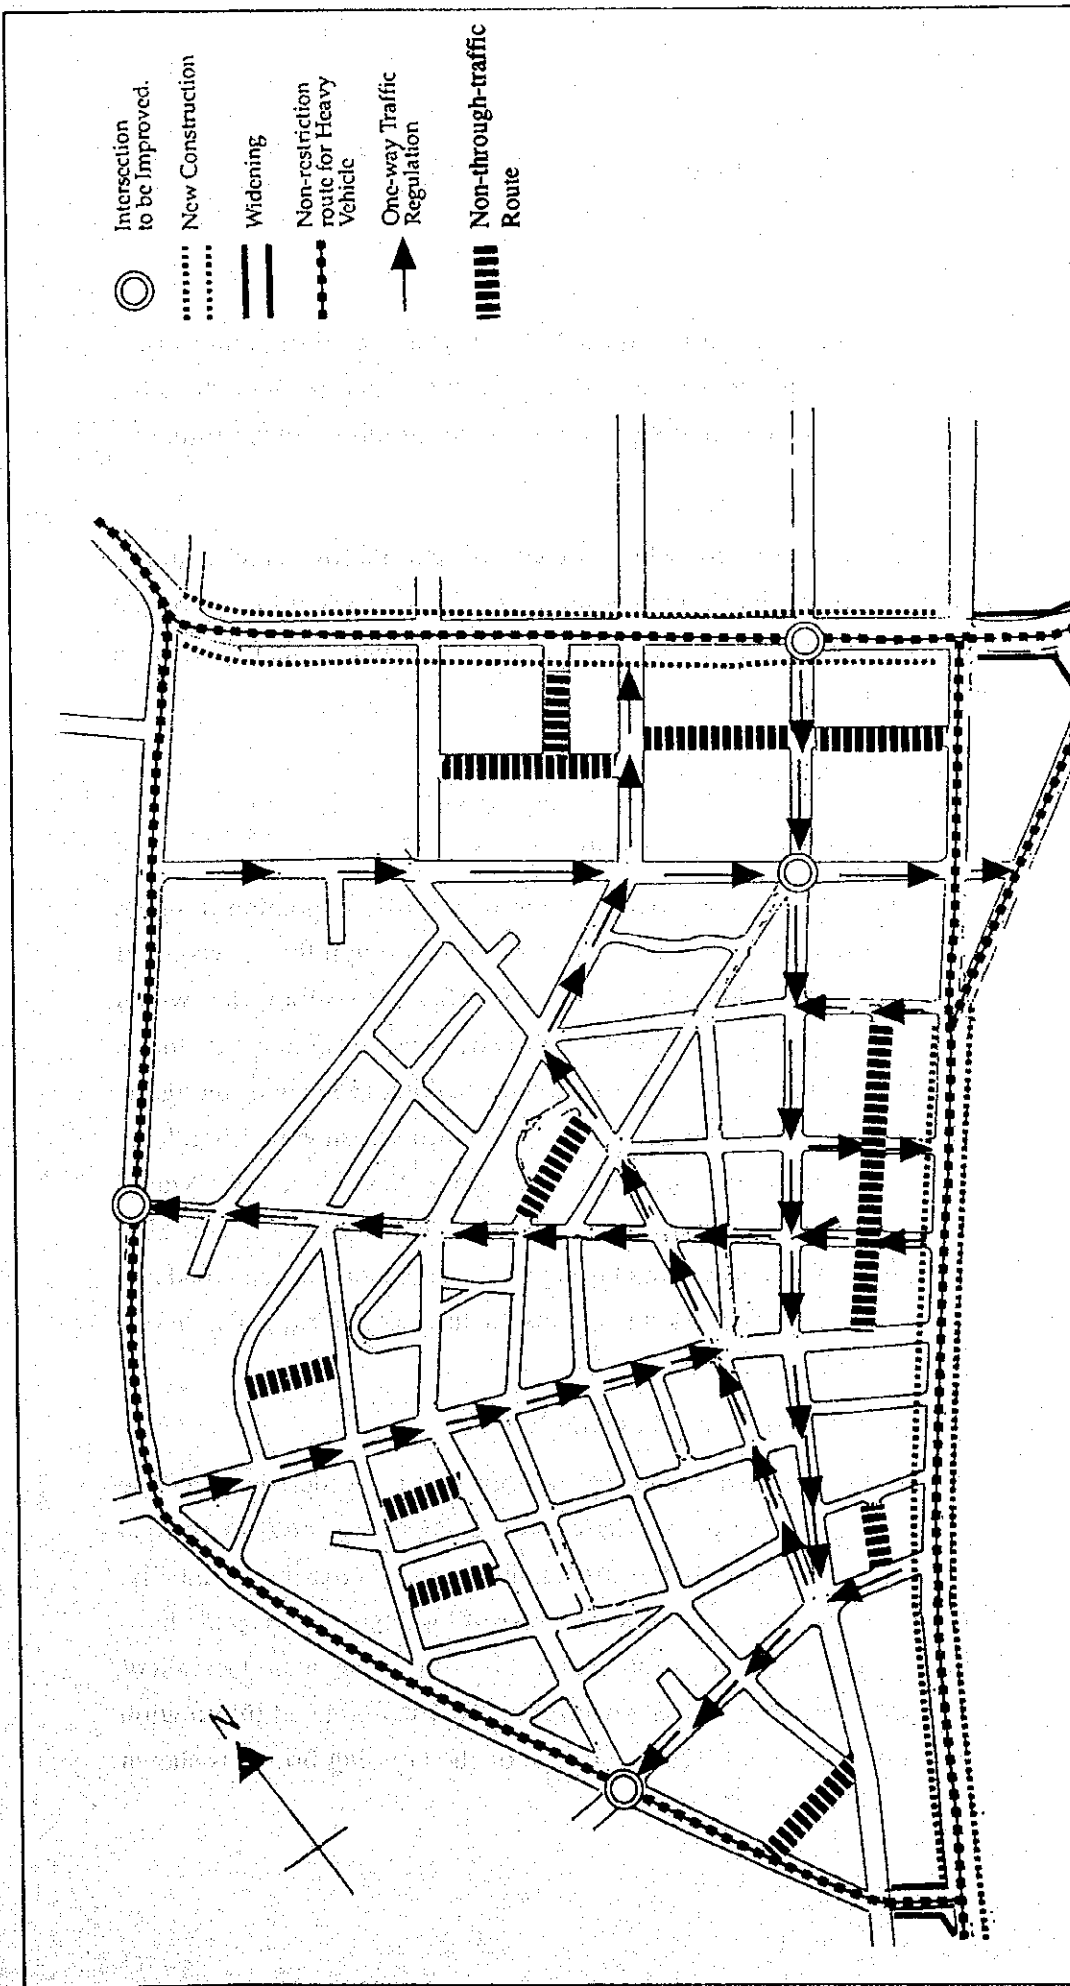 Intersection
to be Improved.
New Construction
Widening
Non-restriction
route for Heavy
Vehicle
One-way Traffic
Regulation
Non-through-traffic
Route
N